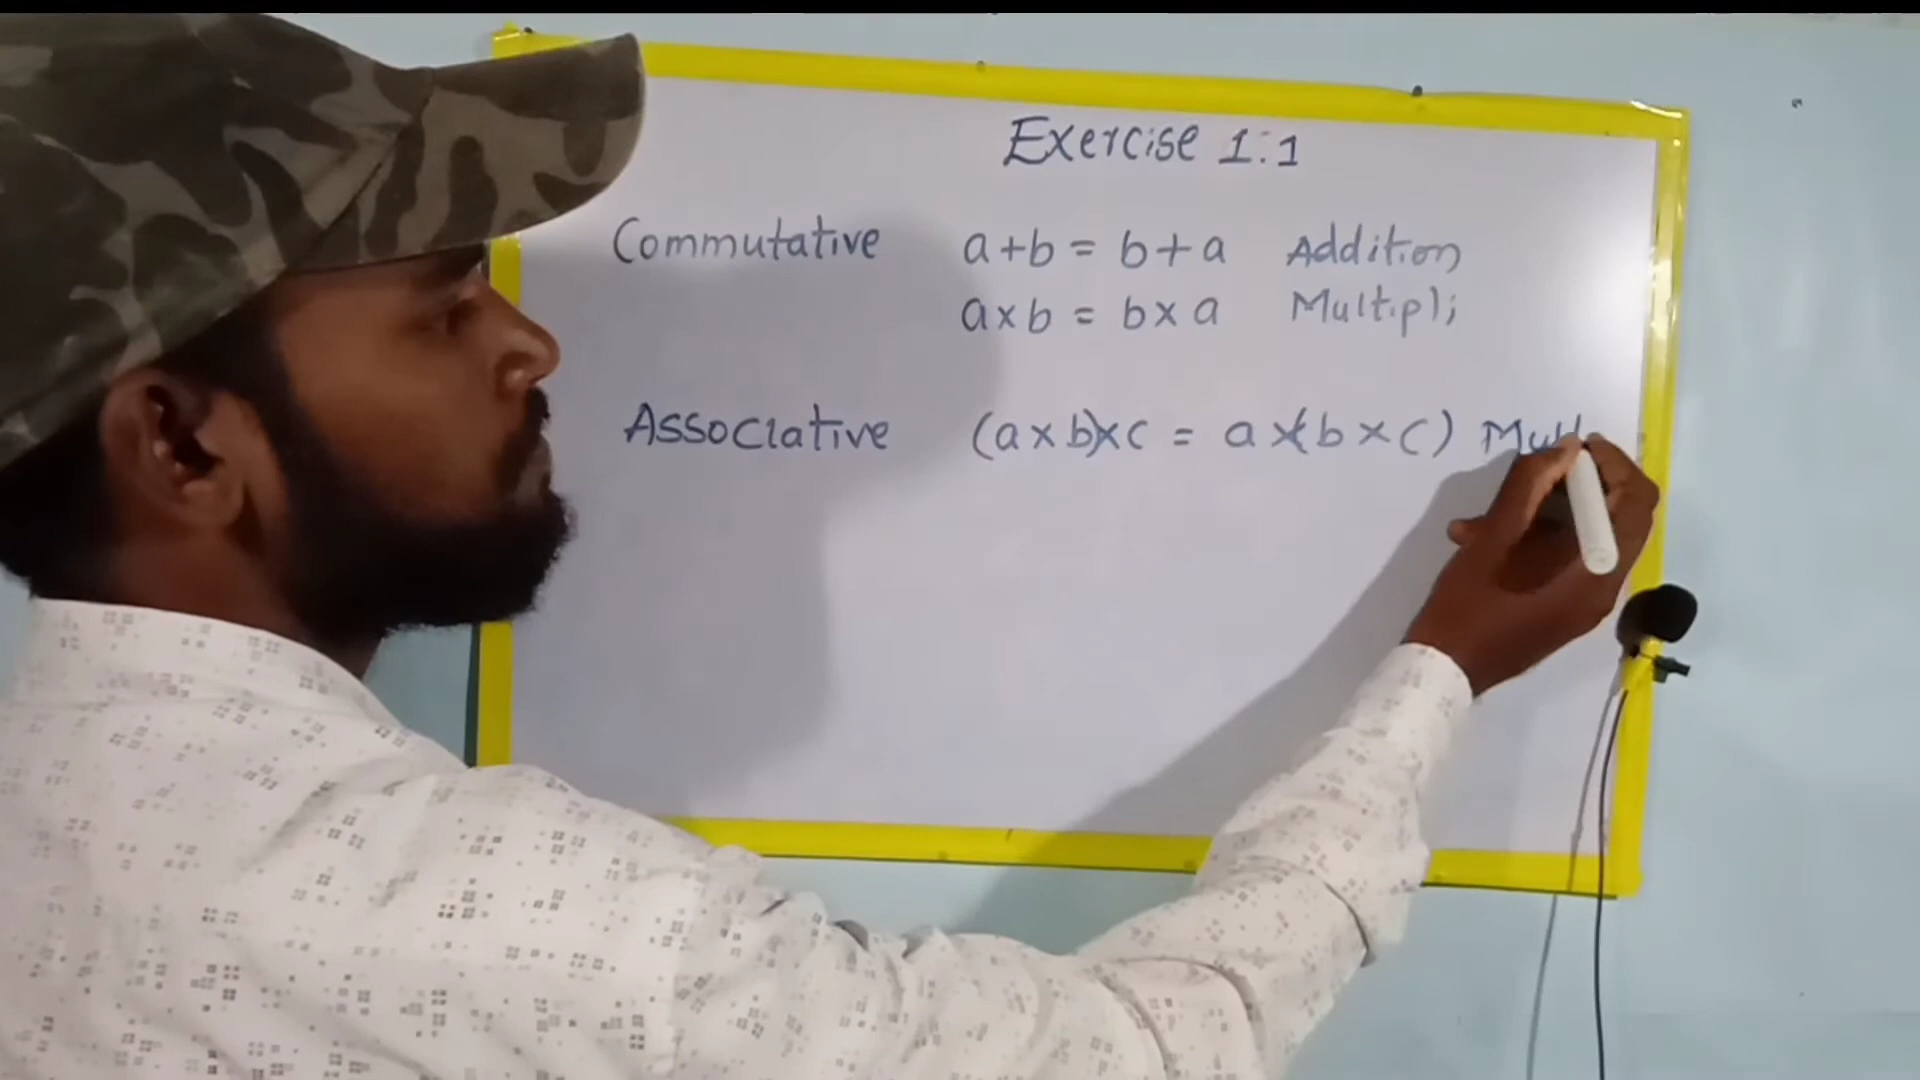 Exercise 1.1
Commutative a+b = b+a Addition
a×b = b×a Multipli
Associative (a×b)×c = a×(b×c)